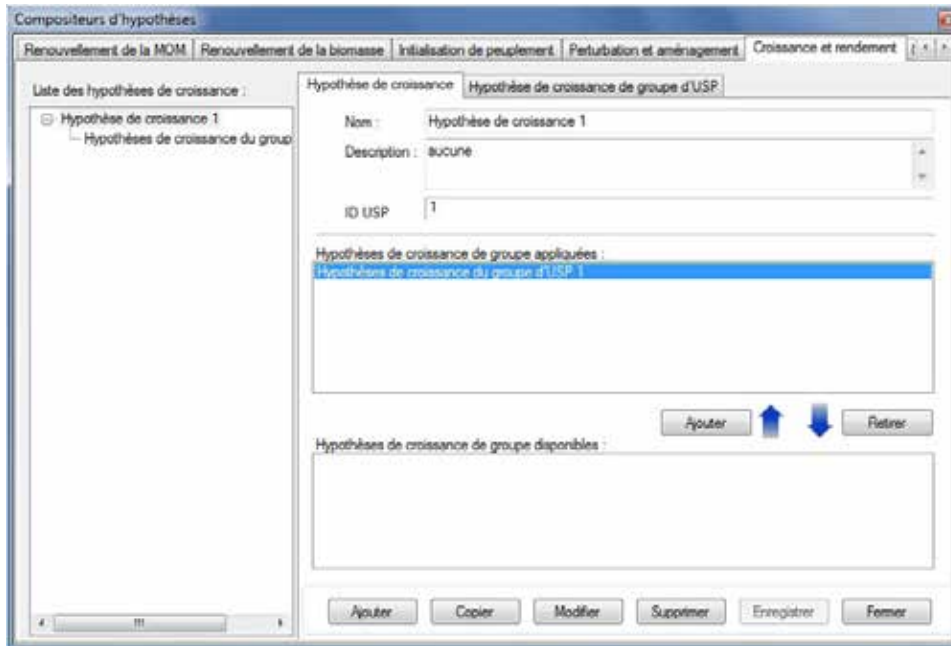 Compositeurs d'hypothèses
Renouvellement de la MOM
Renouvellement de la biomasse
Initialisation de peuplement
Perturbation et aménagement
Croissance et rendement
Liste des hypothèses de croissance :
Hypothèse de croissance 1
Hypothèses de croissance du group
Hypothèse de croissance
Hypothèse de croissance de groupe d'USP
Nom :
Hypothèse de croissance 1
Description :
aucune
ID USP
1
Hypothèses de croissance de groupe appliquées :
Hypothèses de croissance du groupe d'USP 1
Ajouter
Retirer
Hypothèses de croissance de groupe disponibles :
Ajouter
Copier
Modifier
Supprimer
Enregistrer
Fermer